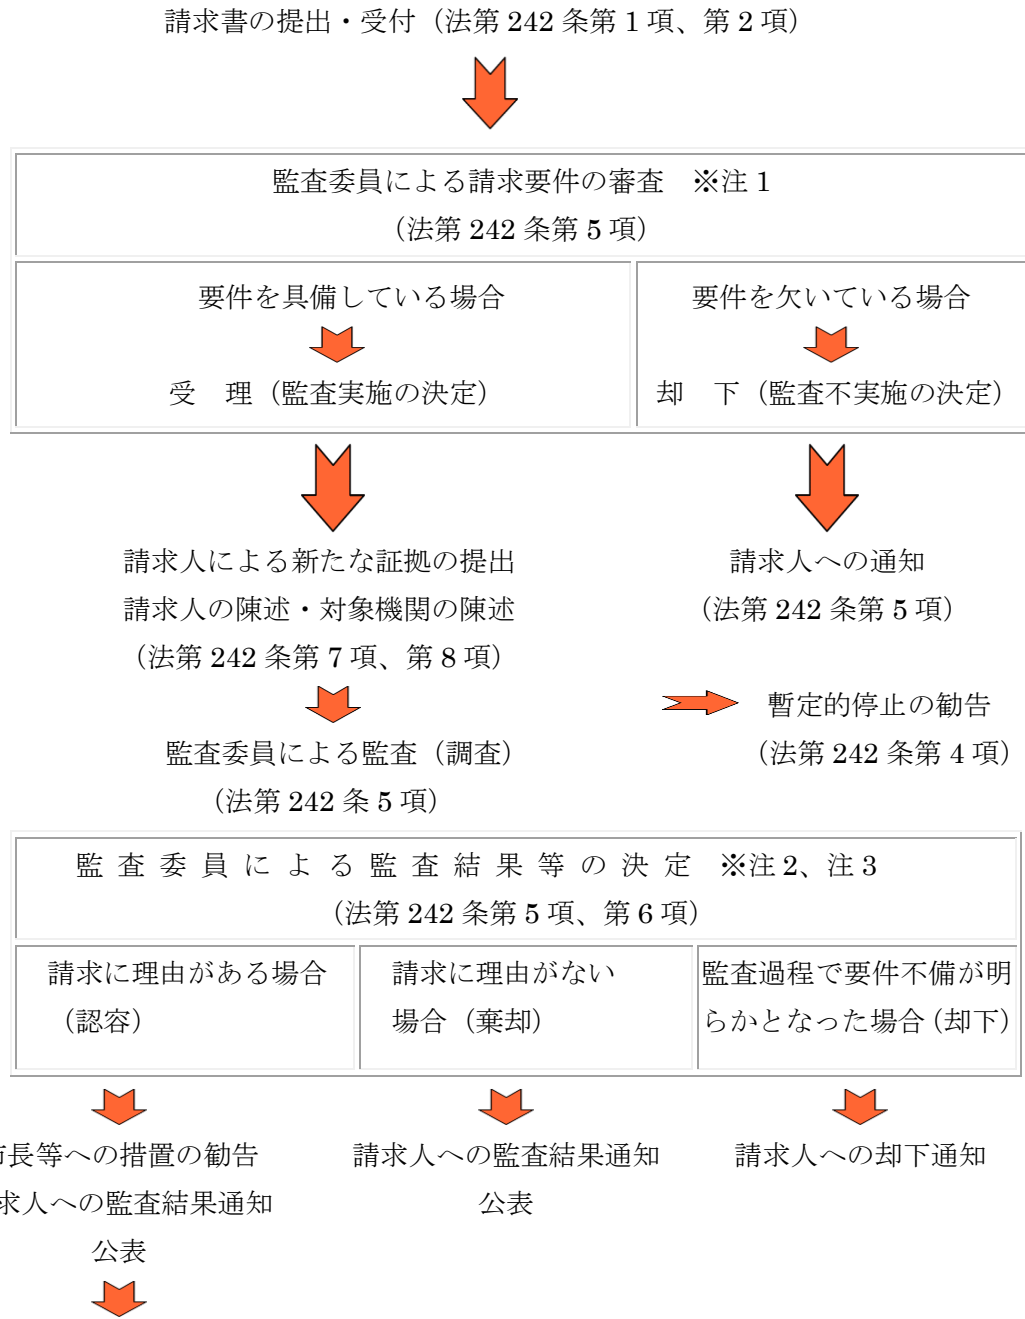 請求書の提出・受付（法第 242 条第 1 項、第 2 項）
監査委員による請求要件の審査　※注 1
（法第 242 条第 5 項）
要件を具備している場合
受　理（監査実施の決定）
要件を欠いている場合
却　下（監査不実施の決定）
請求人による新たな証拠の提出
請求人の陳述・対象機関の陳述
（法第 242 条第 7 項、第 8 項）
請求人への通知
（法第 242 条第 5 項）
暫定的停止の勧告
（法第 242 条第 4 項）
監査委員による監査（調査）
（法第 242 条 5 項）
監 査 委 員 に よ る 監 査 結 果 等 の 決 定　※注 2、注 3
（法第 242 条第 5 項、第 6 項）
請求に理由がある場合
（認容）
請求に理由がない
場合（棄却）
監査過程で要件不備が明
らかとなった場合（却下）
長等への措置の勧告
求人への監査結果通知
公表
請求人への監査結果通知
公表
請求人への却下通知